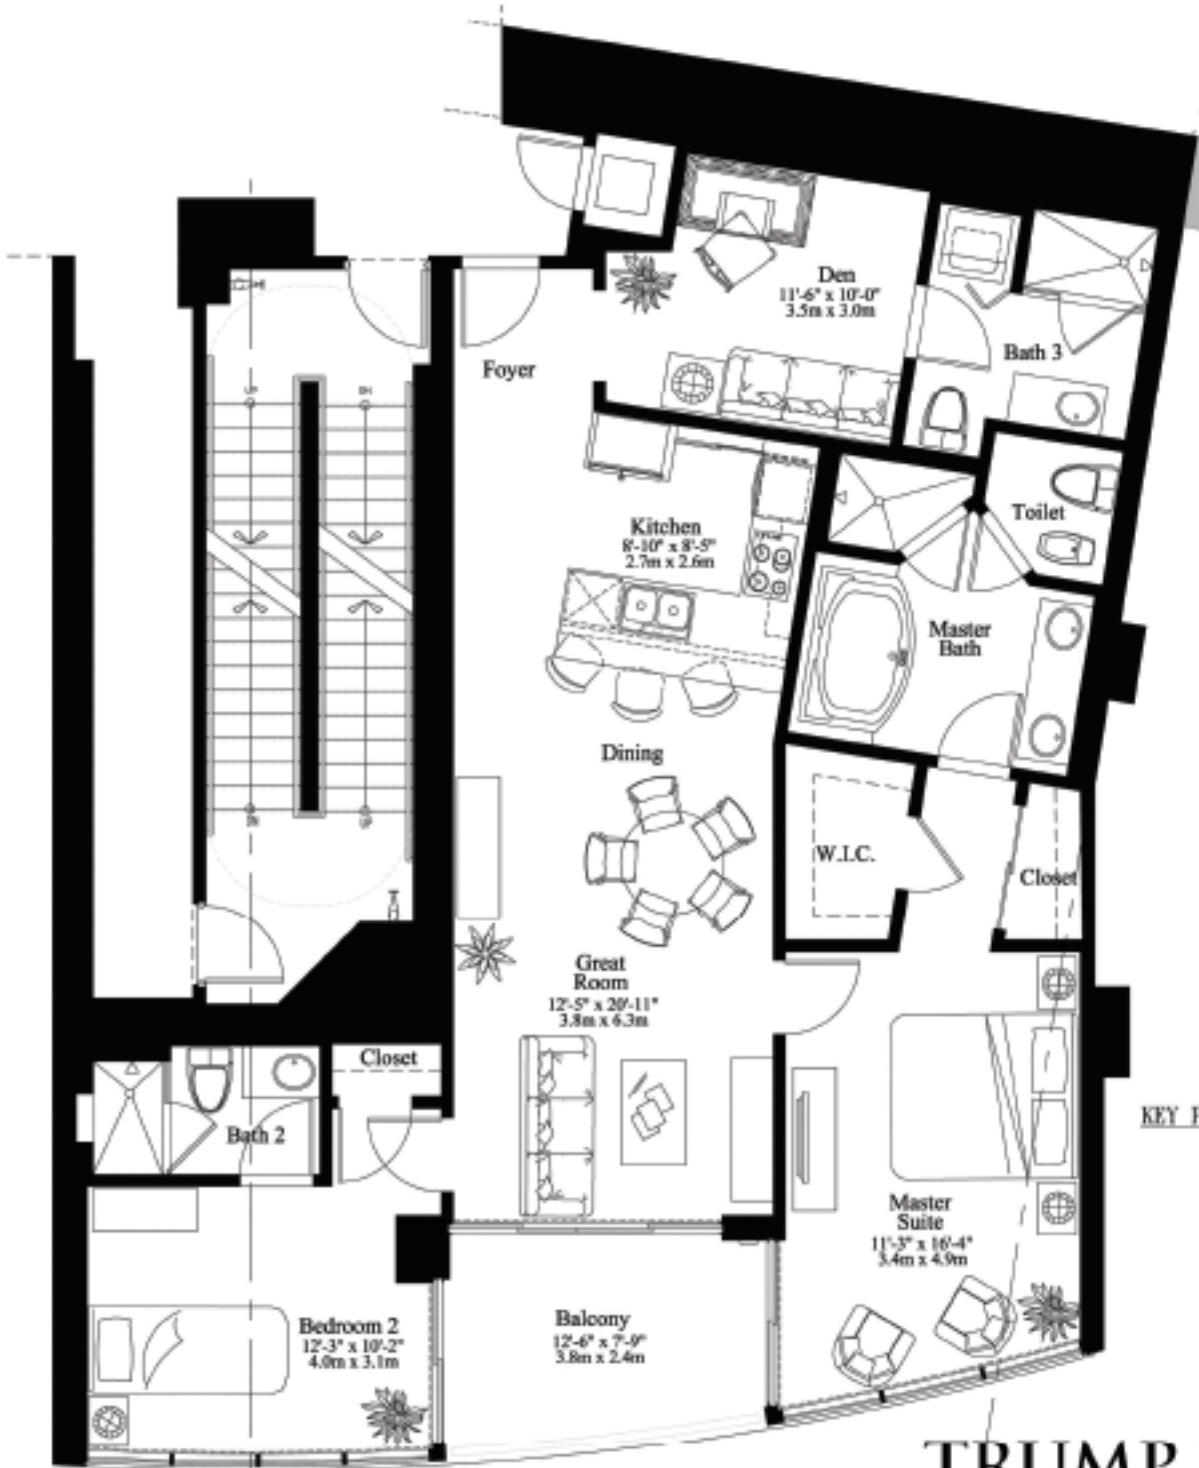 Den
11'-6" x 10'-0"
3.5m x 3.0m
Foyer
Bath 3
Kitchen
8'-10" x 8'-5"
2.7m x 2.6m
Toilet
Master
Bath
Dining
W.I.C.
Closet
Great
Room
12'-5" x 20'-11"
3.8m x 6.3m
Closet
Bath 2
KEY P
Master
Suite
11'-3" x 16'-4"
3.4m x 4.9m
Bedroom 2
12'-3" x 10'-2"
4.0m x 3.1m
Balcony
12'-6" x 7'-9"
3.8m x 2.4m
TRUMP